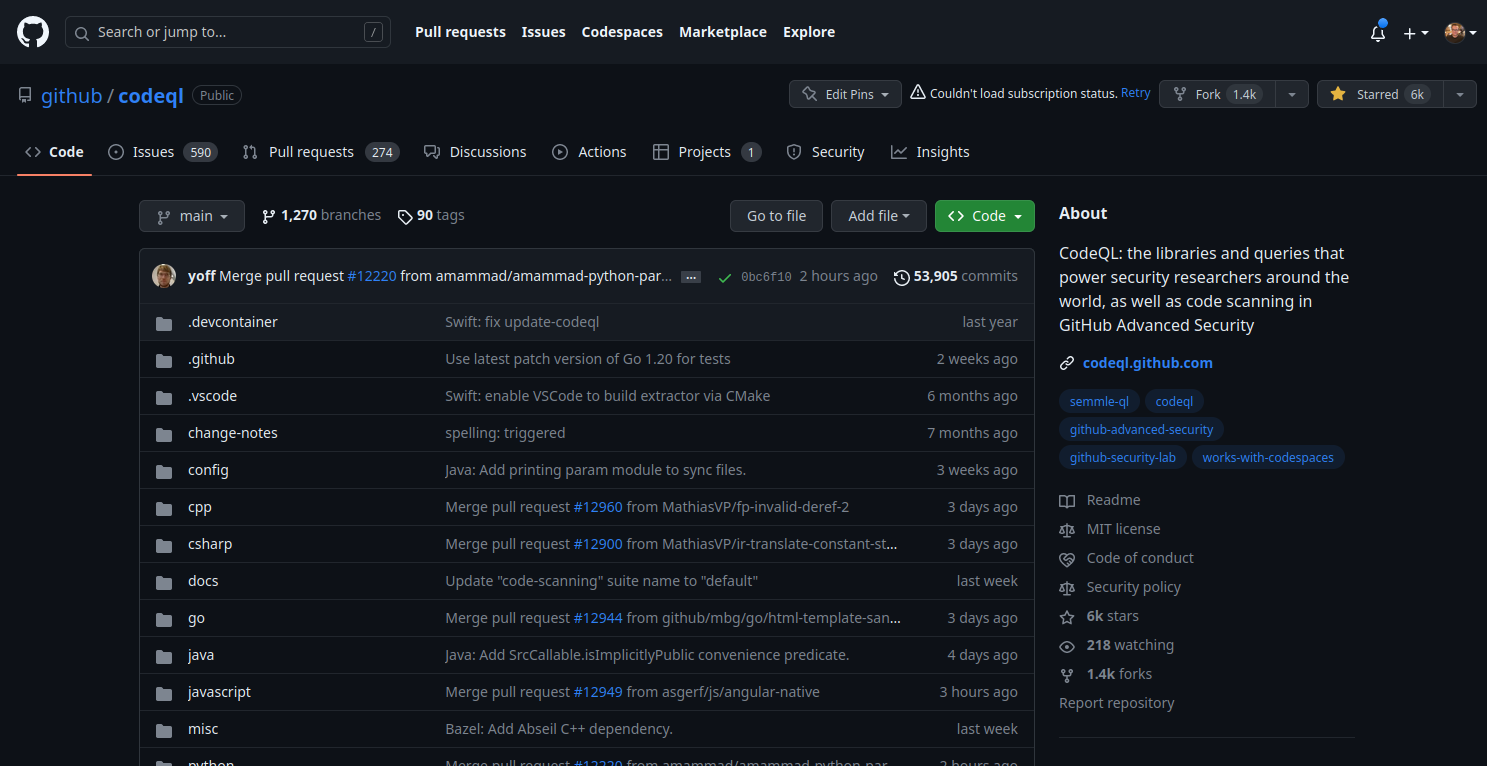 Search or jump to... / Pull requests Issues Codespaces Marketplace Explore
github / codeql Public Edit Pins Couldn't load subscription status. Retry Fork 1.4k Starred 6k
Code Issues 590 Pull requests 274 Discussions Actions Projects 1 Security Insights
main 1,270 branches 90 tags Go to file Add file Code
yoff Merge pull request #12220 from amammad/amammad-python-par... ... 0bc6f10 2 hours ago 53,905 commits
.devcontainer Swift: fix update-codeql last year
.github Use latest patch version of Go 1.20 for tests 2 weeks ago
.vscode Swift: enable VSCode to build extractor via CMake 6 months ago
change-notes spelling: triggered 7 months ago
config Java: Add printing param module to sync files. 3 weeks ago
cpp Merge pull request #12960 from MathiasVP/fp-invalid-deref-2 3 days ago
csharp Merge pull request #12900 from MathiasVP/ir-translate-constant-st... 3 days ago
docs Update "code-scanning" suite name to "default" last week
go Merge pull request #12944 from github/mbg/go/html-template-san... 3 days ago
java Java: Add SrcCallable.isImplicitlyPublic convenience predicate. 4 days ago
javascript Merge pull request #12949 from asgerf/js/angular-native 3 hours ago
misc Bazel: Add Abseil C++ dependency. last week
python Merge pull request #12220 from amammad/amammad-python-par... 2 hours ago
About
CodeQL: the libraries and queries that
power security researchers around the
world, as well as code scanning in
GitHub Advanced Security
codeql.github.com
semmle-ql codeql
github-advanced-security
github-security-lab works-with-codespaces
Readme
MIT license
Code of conduct
Security policy
6k stars
218 watching
1.4k forks
Report repository